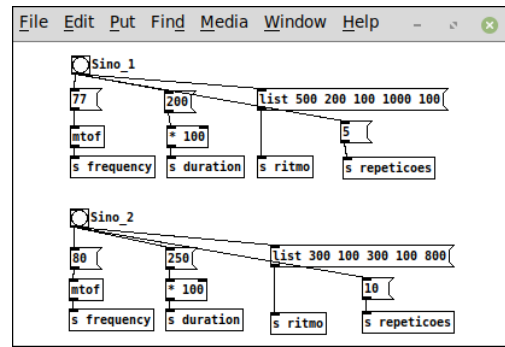 File Edit Put Find Media Window Help
Sino_1
77 200 list 500 200 100 1000 100
5
mtof * 100
s frequency s duration s ritmo s repeticoes
Sino_2
80 250 list 300 100 300 100 800
mtof * 100 10
s frequency s duration s ritmo s repeticoes